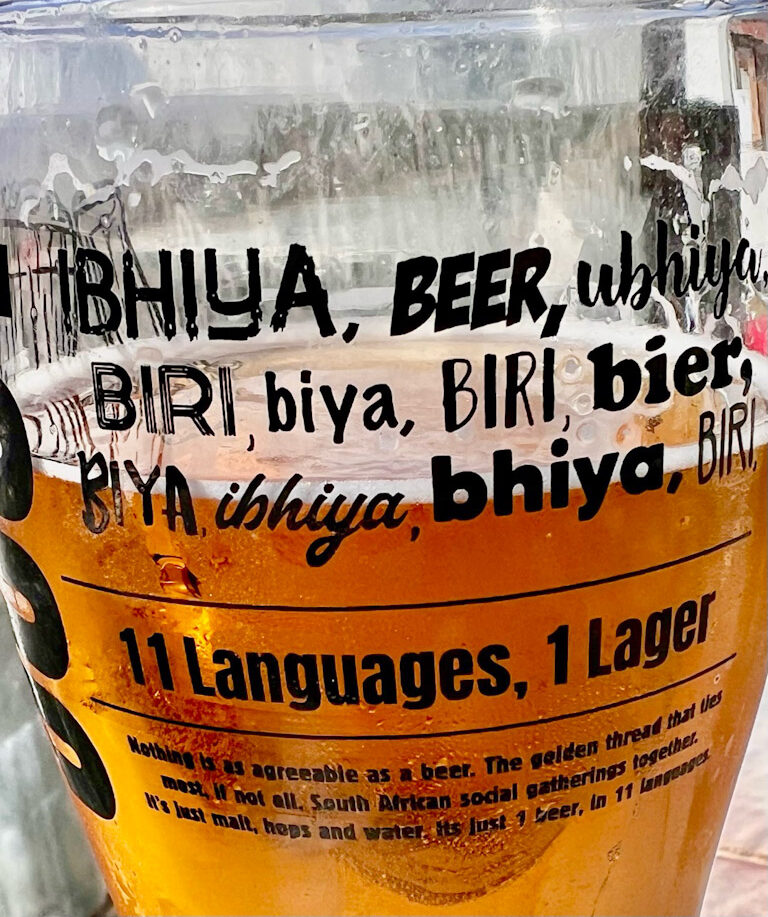 IBHIYA, BEER, ubhiya,
BIRI, biya, BIRI, bier,
BIYA, ibhiya, bhiya, BIRI,
11 Languages, 1 Lager
Nothing is as agreeable as a beer. The golden thread that ties
most, if not all, South African social gatherings together.
It's just malt, hops and water. Its just 1 beer, in 11 languages.